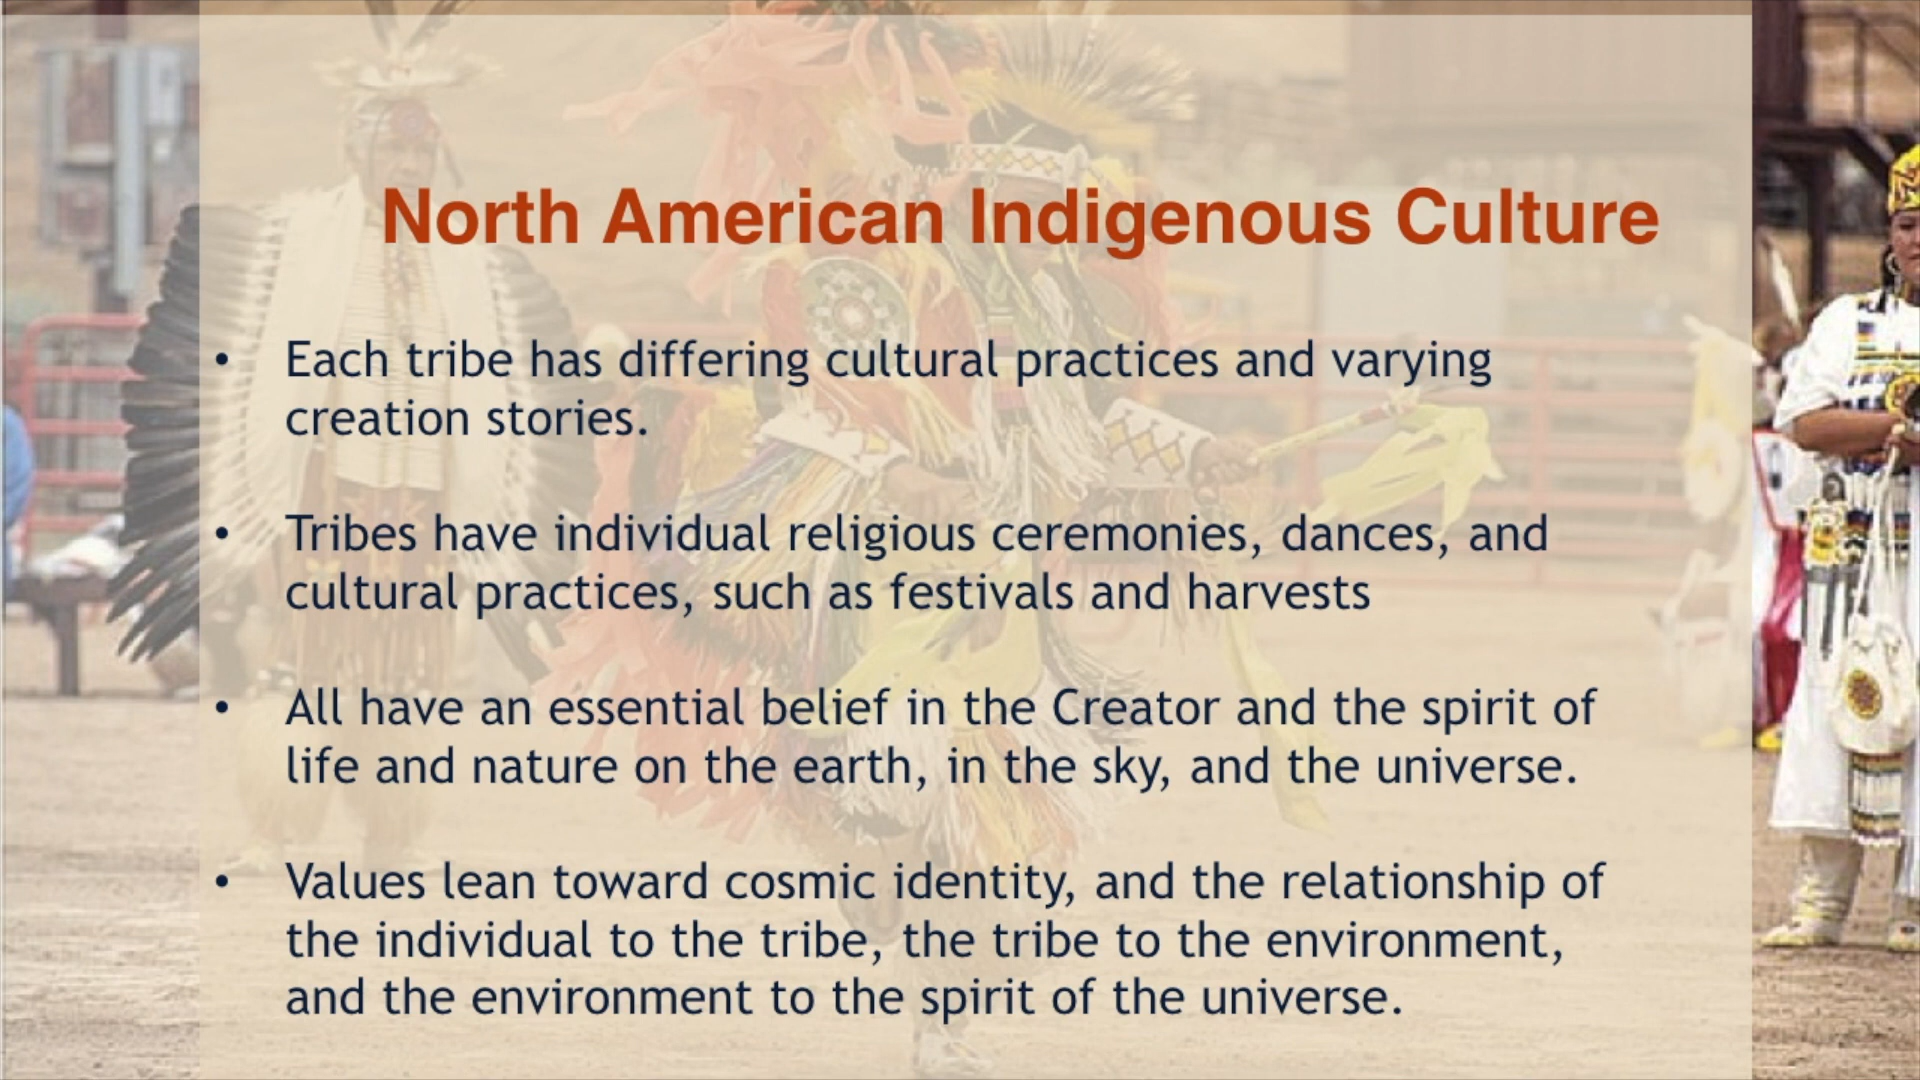 North American Indigenous Culture
• Each tribe has differing cultural practices and varying
creation stories.
• Tribes have individual religious ceremonies, dances, and
cultural practices, such as festivals and harvests
• All have an essential belief in the Creator and the spirit of
life and nature on the earth, in the sky, and the universe.
• Values lean toward cosmic identity, and the relationship of
the individual to the tribe, the tribe to the environment,
and the environment to the spirit of the universe.